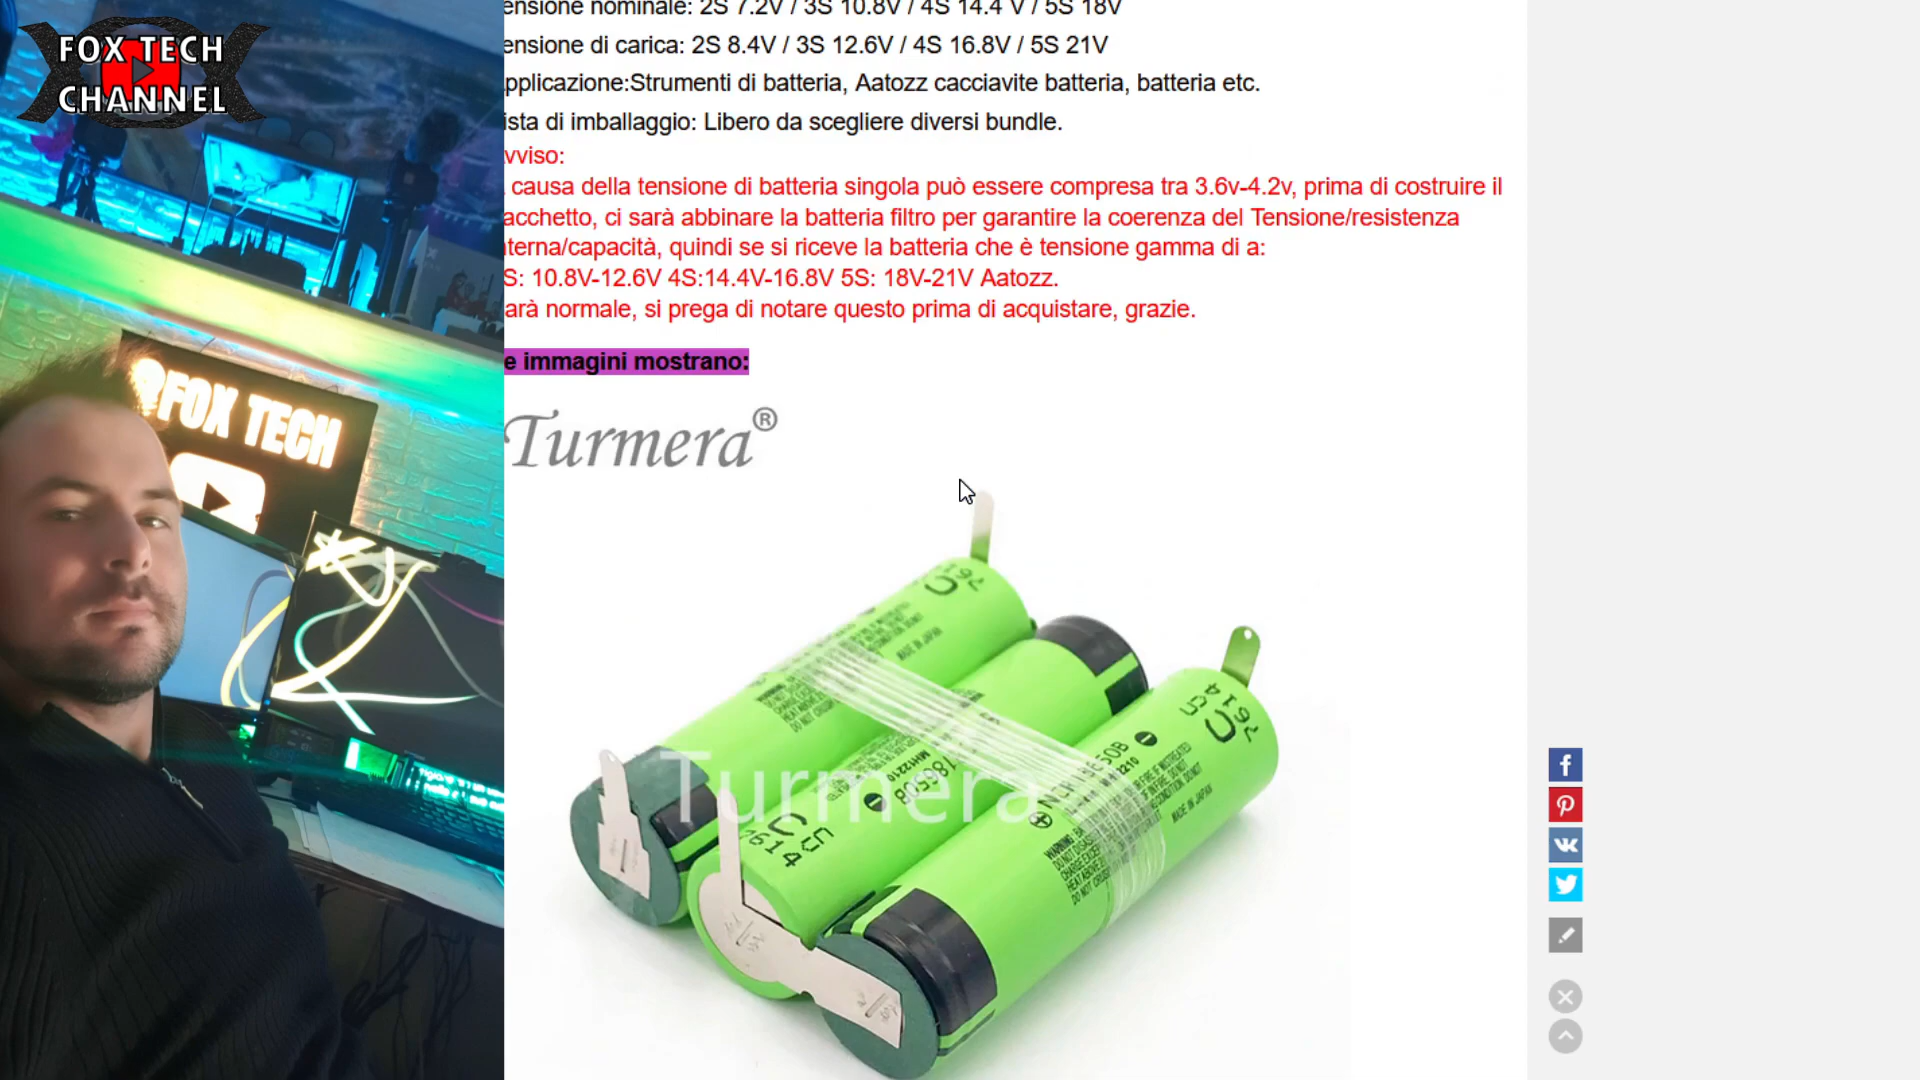 FOX TECH
CHANNEL
ensione nominale: 2S 7.2V / 3S 10.8V / 4S 14.4 V / 5S 18V
ensione di carica: 2S 8.4V / 3S 12.6V / 4S 16.8V / 5S 21V
pplicazione:Strumenti di batteria, Aatozz cacciavite batteria, batteria etc.
ista di imballaggio: Libero da scegliere diversi bundle.
vviso:
causa della tensione di batteria singola può essere compresa tra 3.6v-4.2v, prima di costruire il
acchetto, ci sarà abbinare la batteria filtro per garantire la coerenza del Tensione/resistenza
terna/capacità, quindi se si riceve la batteria che è tensione gamma di a:
S: 10.8V-12.6V 4S:14.4V-16.8V 5S: 18V-21V Aatozz.
arà normale, si prega di notare questo prima di acquistare, grazie.
e immagini mostrano:
Turmera®
FOX TECH
Turmera
MH12210
18650B
7614
MADE IN JAPAN